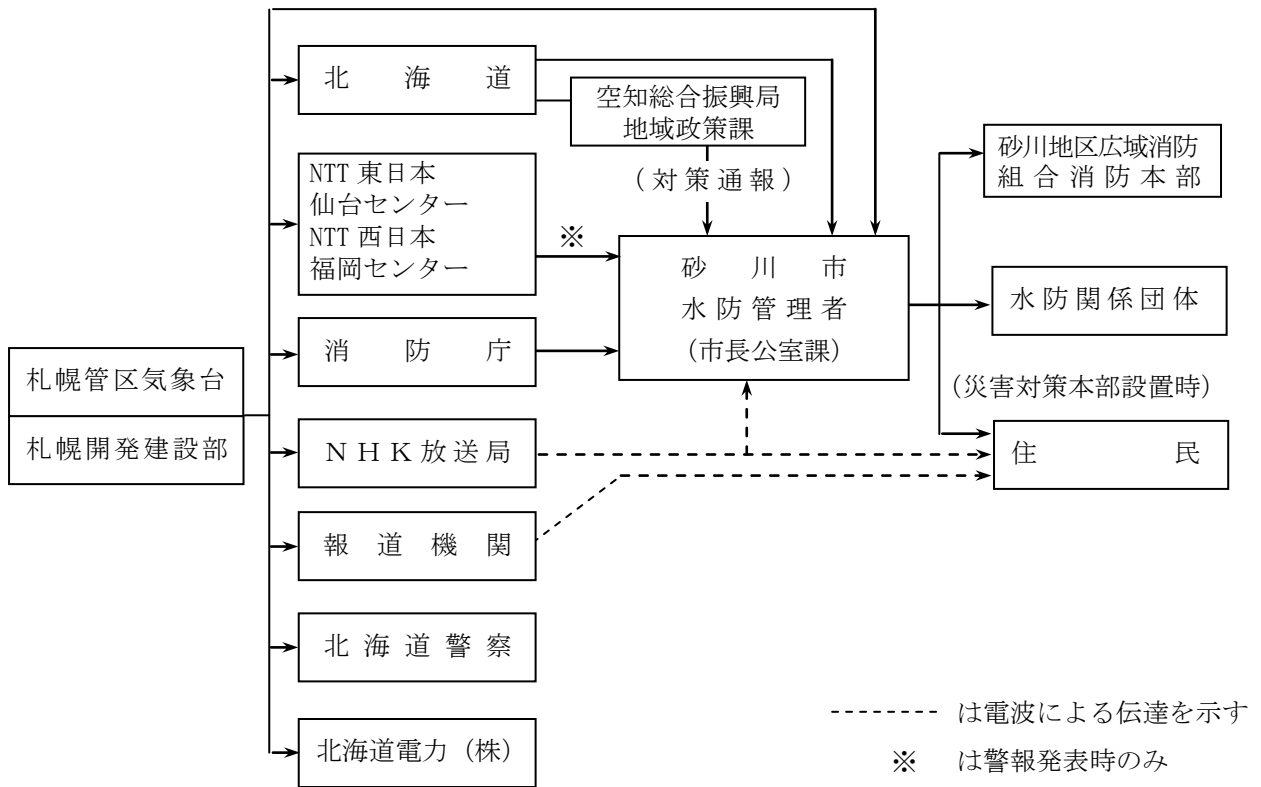 北海道
空知総合振興局
地域政策課
(対策通報)
NTT東日本
仙台センター
NTT西日本
福岡センター
※
砂川市
水防管理者
(市長公室課)
砂川地区広域消防
組合消防本部
水防関係団体
消防庁
札幌管区気象台
札幌開発建設部
(災害対策本部設置時)
NHK放送局
住民
報道機関
北海道警察
北海道電力(株)
は電波による伝達を示す
※ は警報発表時のみ